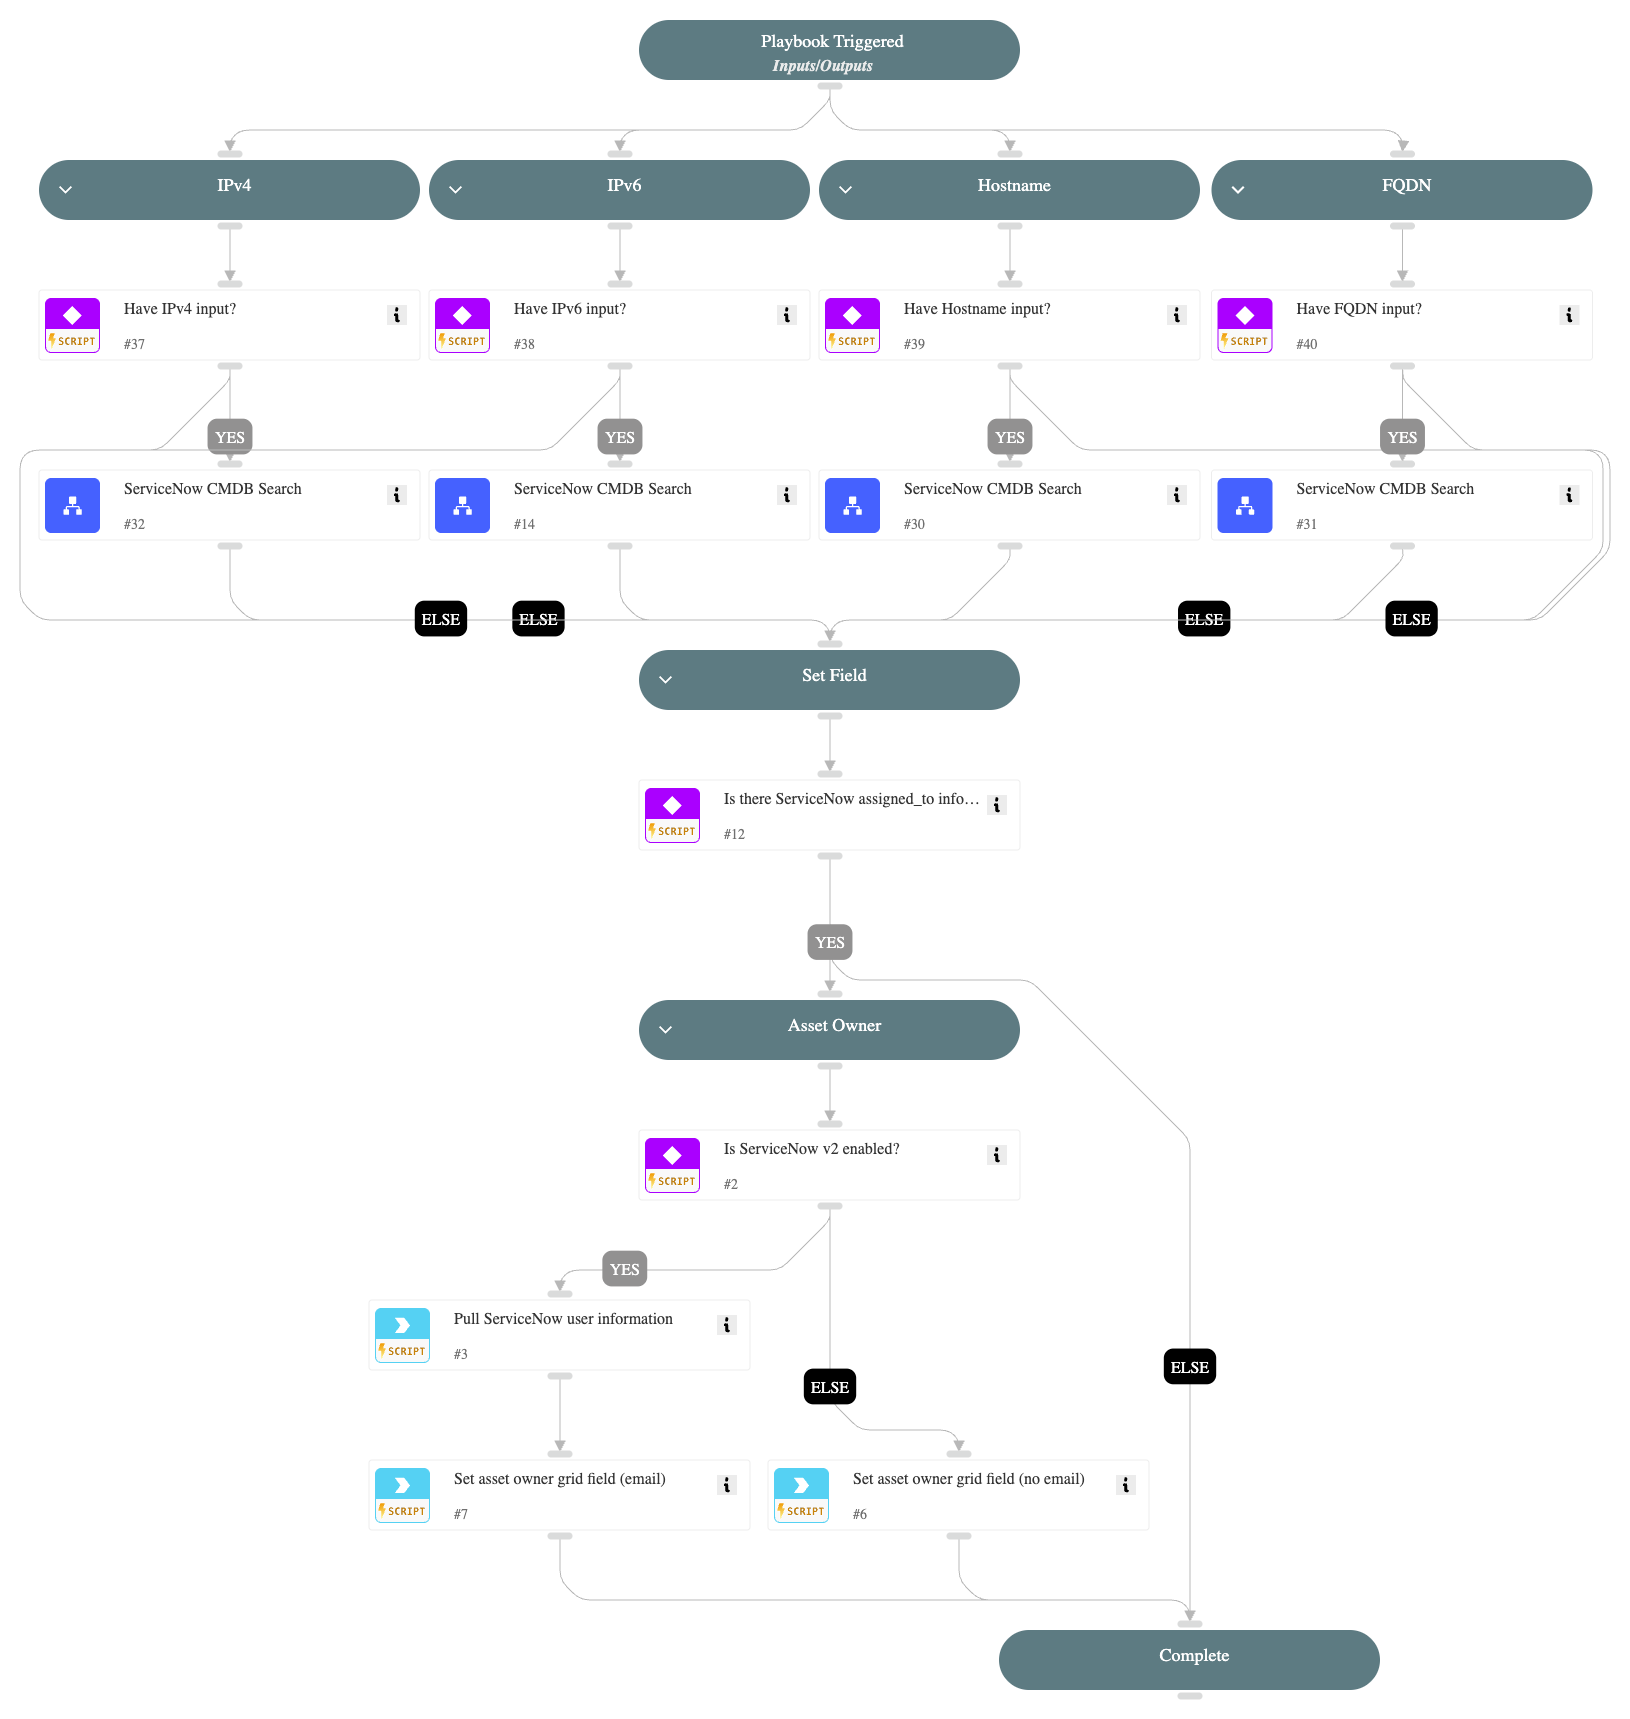 Playbook Triggered
Inputs/Outputs
IPv4
IPv6
Hostname
FQDN
Have IPv4 input?
SCRIPT
#37
Have IPv6 input?
SCRIPT
#38
Have Hostname input?
SCRIPT
#39
Have FQDN input?
SCRIPT
#40
YES
YES
YES
YES
ServiceNow CMDB Search
#32
ServiceNow CMDB Search
#14
ServiceNow CMDB Search
#30
ServiceNow CMDB Search
#31
ELSE
ELSE
ELSE
ELSE
Set Field
Is there ServiceNow assigned_to info…
SCRIPT
#12
YES
Asset Owner
Is ServiceNow v2 enabled?
SCRIPT
#2
YES
Pull ServiceNow user information
SCRIPT
#3
ELSE
ELSE
Set asset owner grid field (email)
SCRIPT
#7
Set asset owner grid field (no email)
SCRIPT
#6
Complete